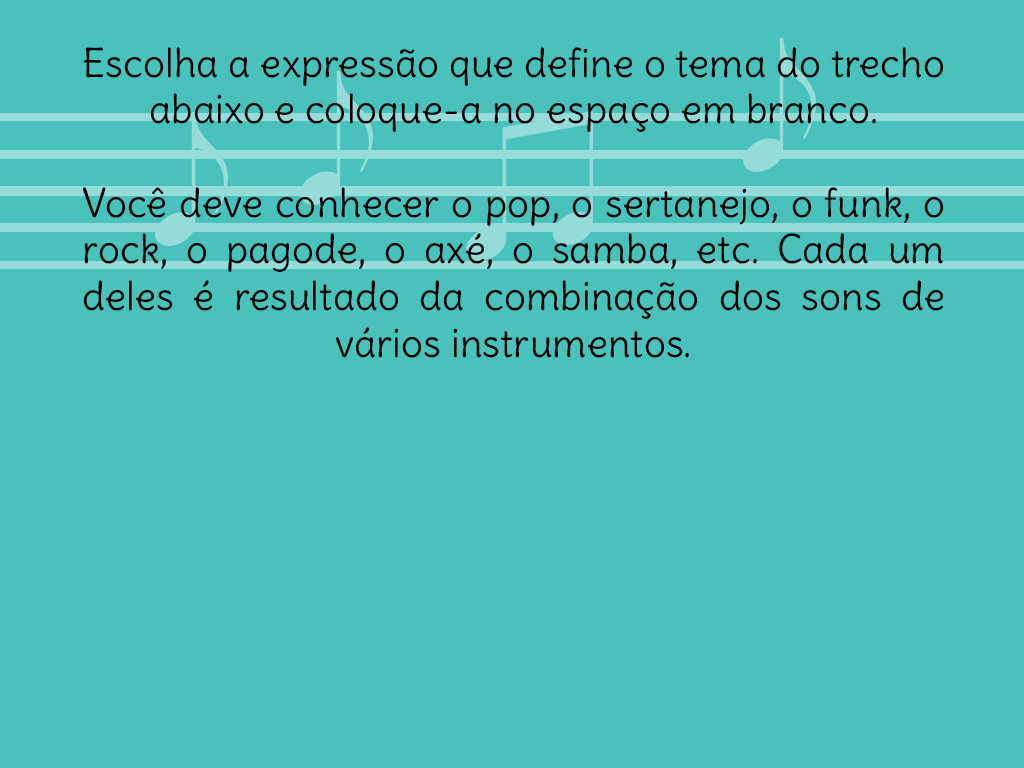 Escolha a expressão que define o tema do trecho
abaixo e coloque-a no espaço em branco.
Você deve conhecer o pop, o sertanejo, o funk, o
rock, o pagode, o axé, o samba, etc. Cada um
deles é resultado da combinação dos sons de
vários instrumentos.